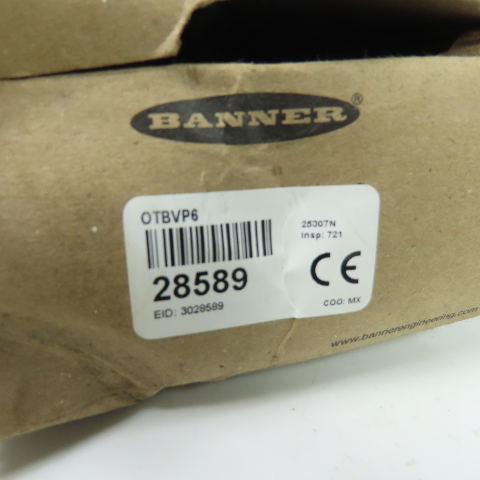 BANNER®
OTBVP6
28589
EID: 3028589
25307N
Insp: 721
CE
COO: MX
www.bannerengineering.com